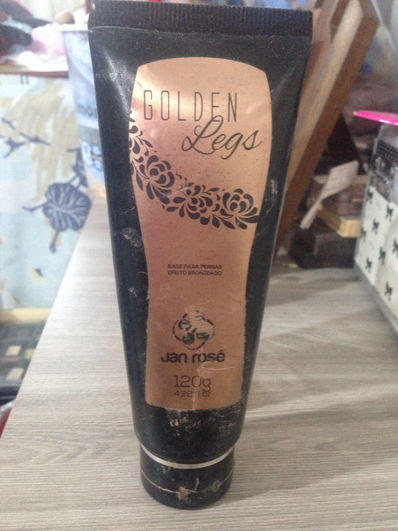 GOLDEN
Legs
BASE PARA PERNAS
EFEITO BRONZEADO
Jan rosê
120g